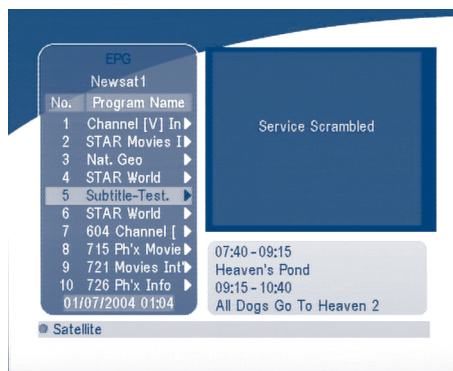 EPG
Newsat1
No. Program Name
1 Channel [V] In
2 STAR Movies I
3 Nat. Geo
4 STAR World
5 Subtitle-Test.
6 STAR World
7 604 Channel [
8 715 Ph'x Movie
9 721 Movies Int'
10 726 Ph'x Info
01/07/2004 01:04
Service Scrambled
07:40 - 09:15
Heaven's Pond
09:15 - 10:40
All Dogs Go To Heaven 2
Satellite